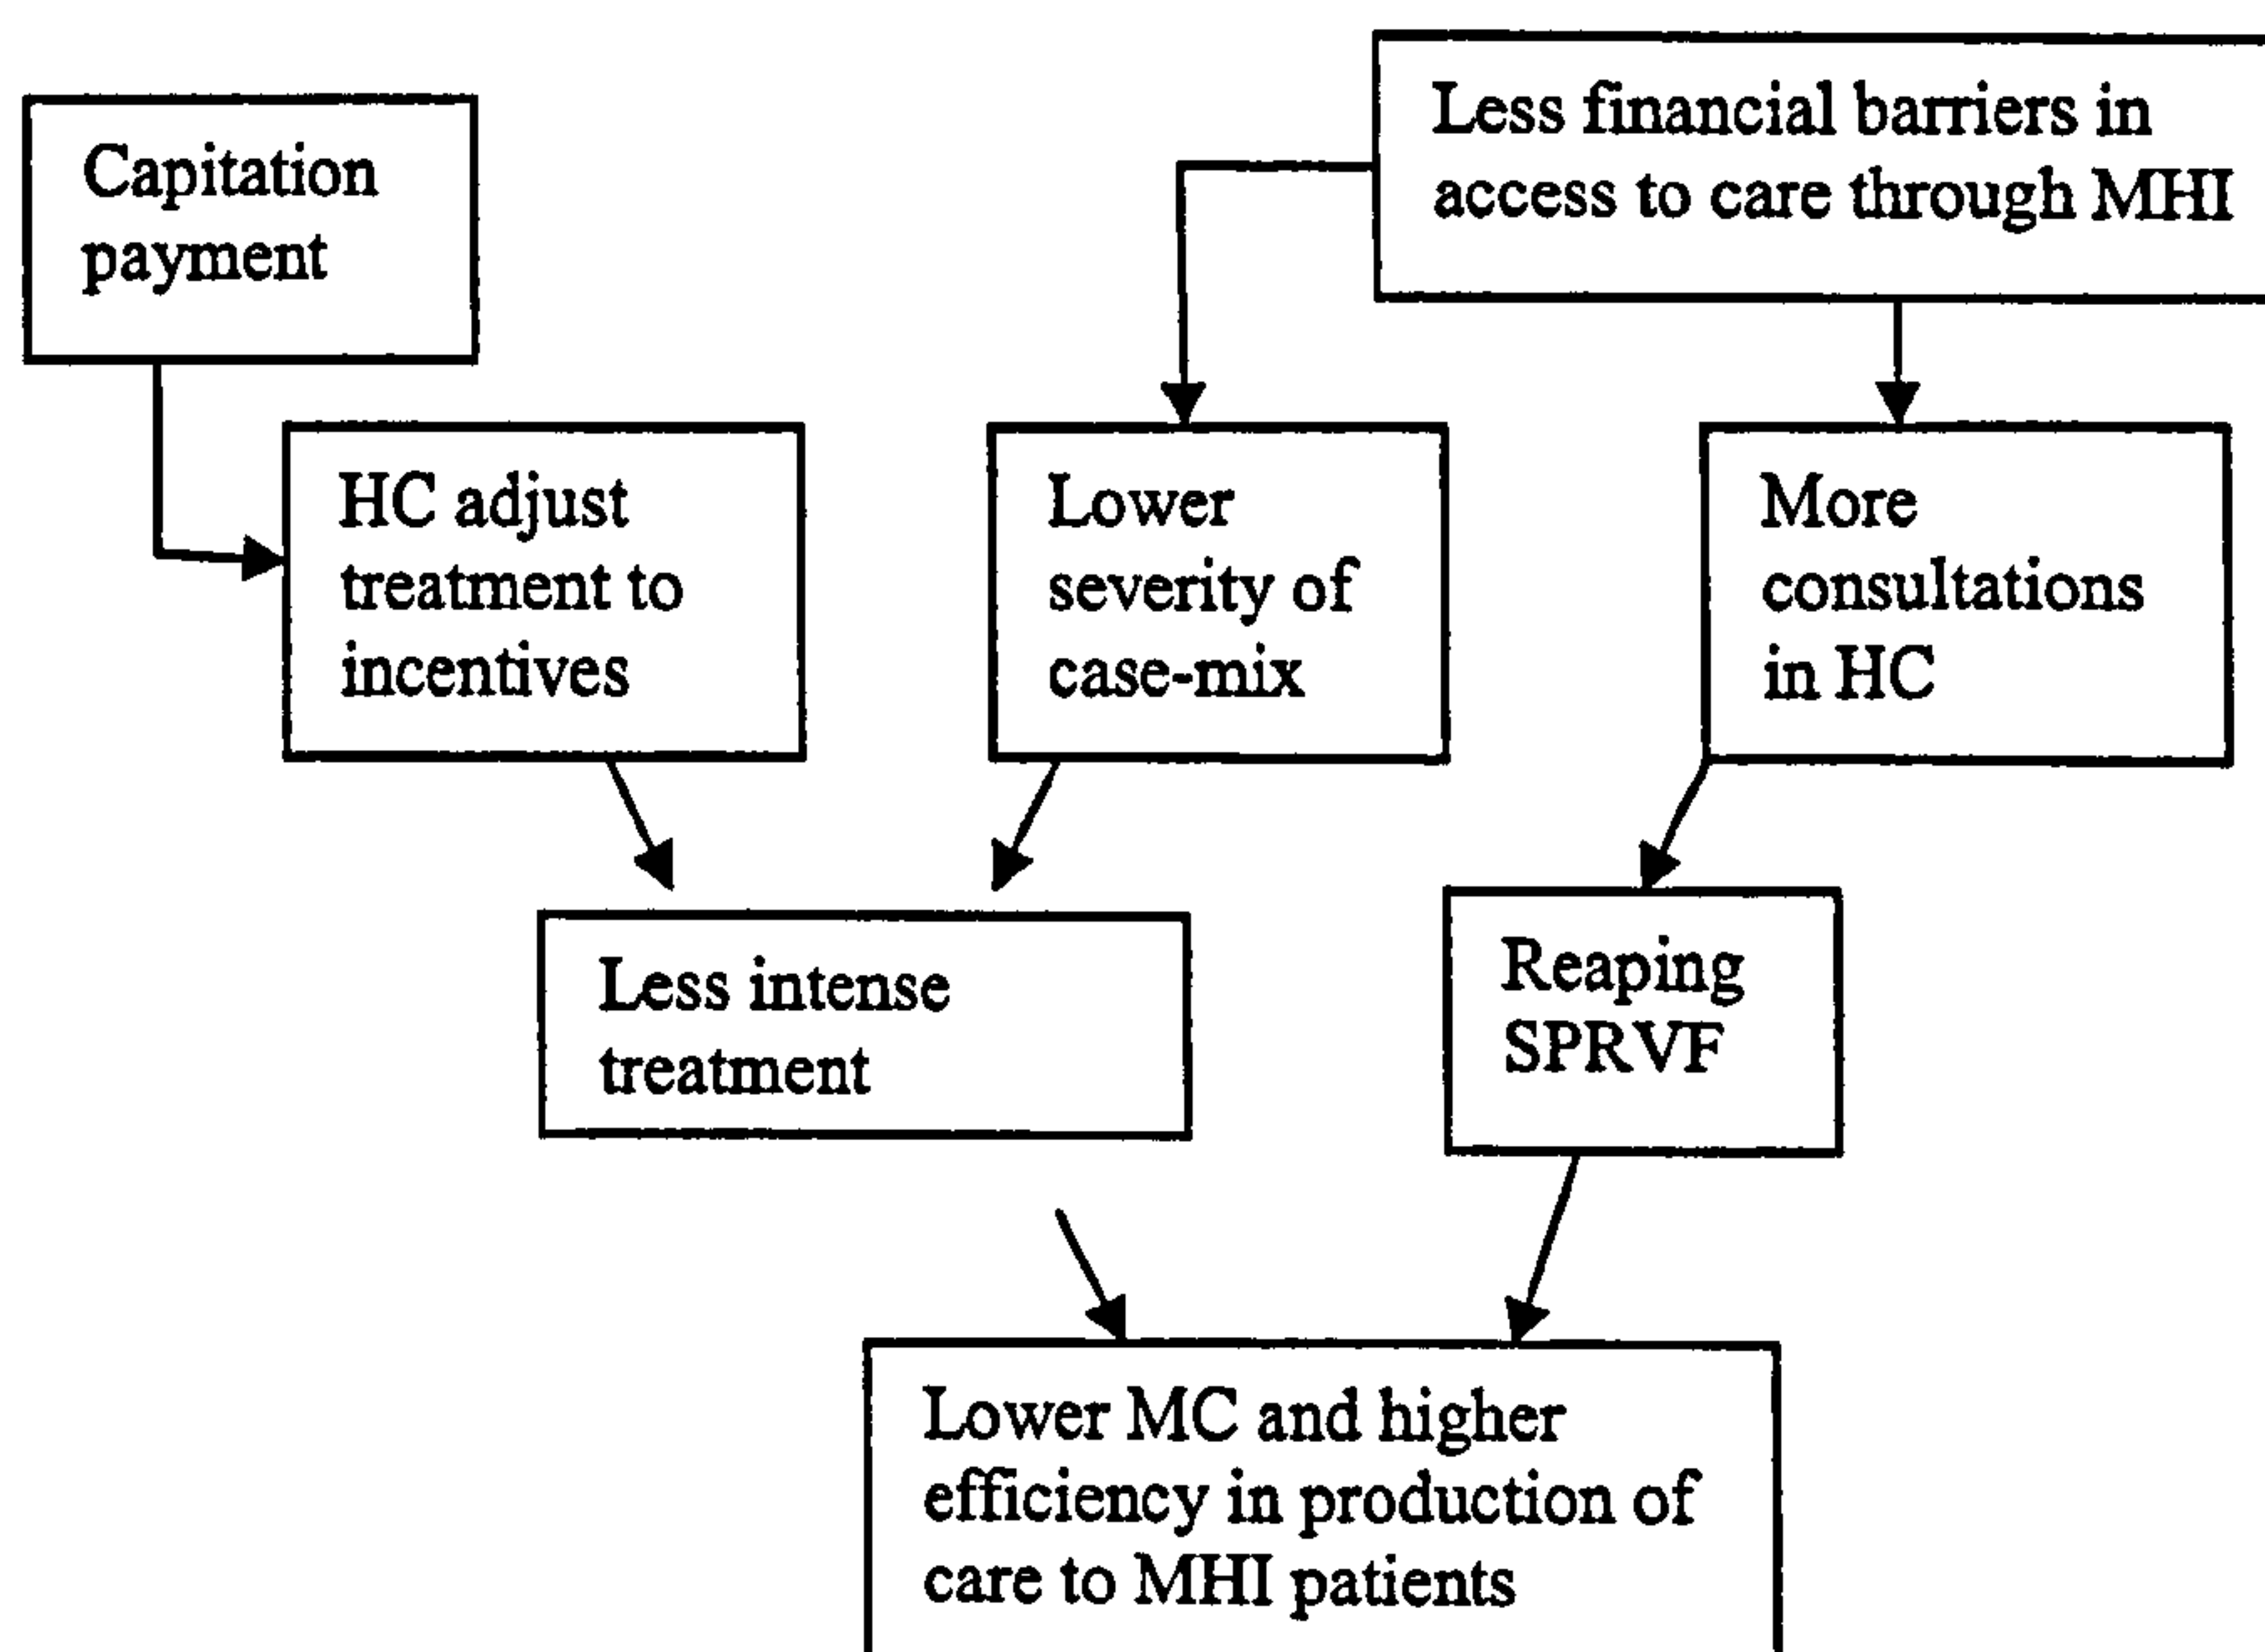 Capitation
payment
Less financial barriers in
access to care through MHI
HC adjust
treatment to
incentives
Lower
severity of
case-mix
More
consultations
in HC
Less intense
treatment
Reaping
SPRVF
Lower MC and higher
efficiency in production of
care to MHI patients